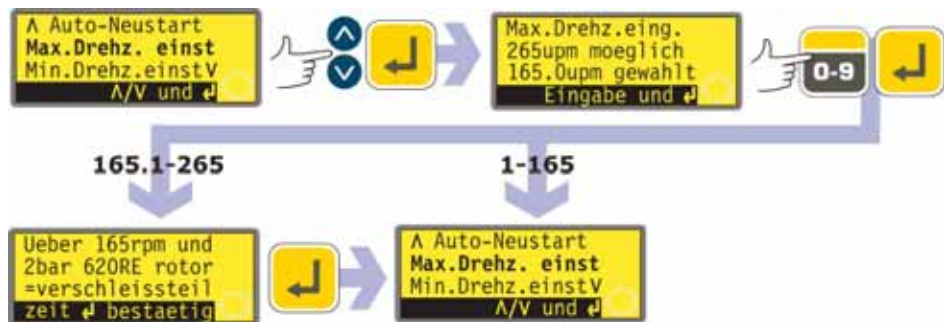 Λ Auto-Neustart
Max.Drehz. einst
Min.Drehz.einst V
Λ/V und ↵
Max.Drehz.eing.
265upm moeglich
165.0upm gewahlt
Eingabe und ↵
0-9
165.1-265
1-165
Ueber 165rpm und
2bar 620RE rotor
=verschleissteil
zeit ↵ bestaetig
Λ Auto-Neustart
Max.Drehz. einst
Min.Drehz.einst V
Λ/V und ↵